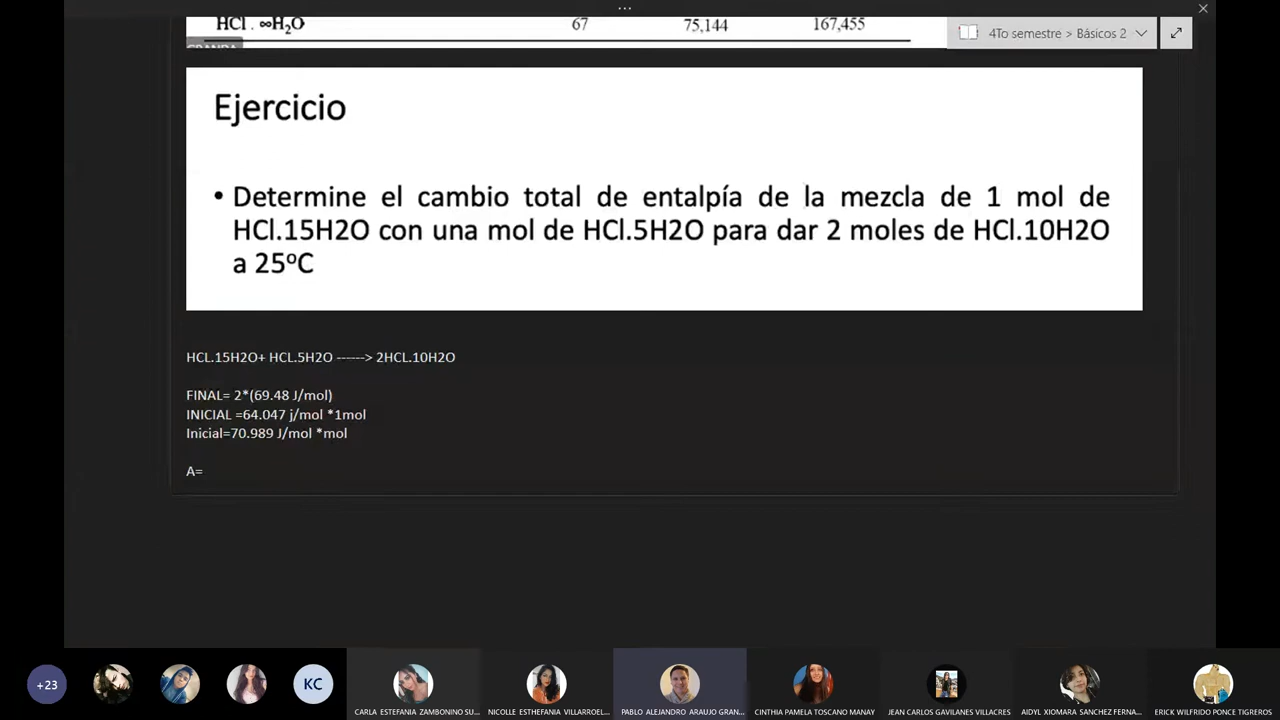 HCl . ∞H₂O 67 75,144 167,455
4To semestre > Básicos 2
Ejercicio
• Determine el cambio total de entalpía de la mezcla de 1 mol de
HCl.15H2O con una mol de HCl.5H2O para dar 2 moles de HCl.10H2O
a 25ºC
HCL.15H2O+ HCL.5H2O ------> 2HCL.10H2O
FINAL= 2*(69.48 J/mol)
INICIAL =64.047 j/mol *1mol
Inicial=70.989 J/mol *mol
A=
+23
KC
CARLA ESTEFANIA ZAMBONINO SU...
NICOLLE ESTHEFANIA VILLARROEL...
PABLO ALEJANDRO ARAUJO GRAN...
CINTHIA PAMELA TOSCANO MANAY
JEAN CARLOS GAVILANES VILLACRES
AIDYL XIOMARA SANCHEZ FERNA...
ERICK WILFRIDO PONCE TIGREROS